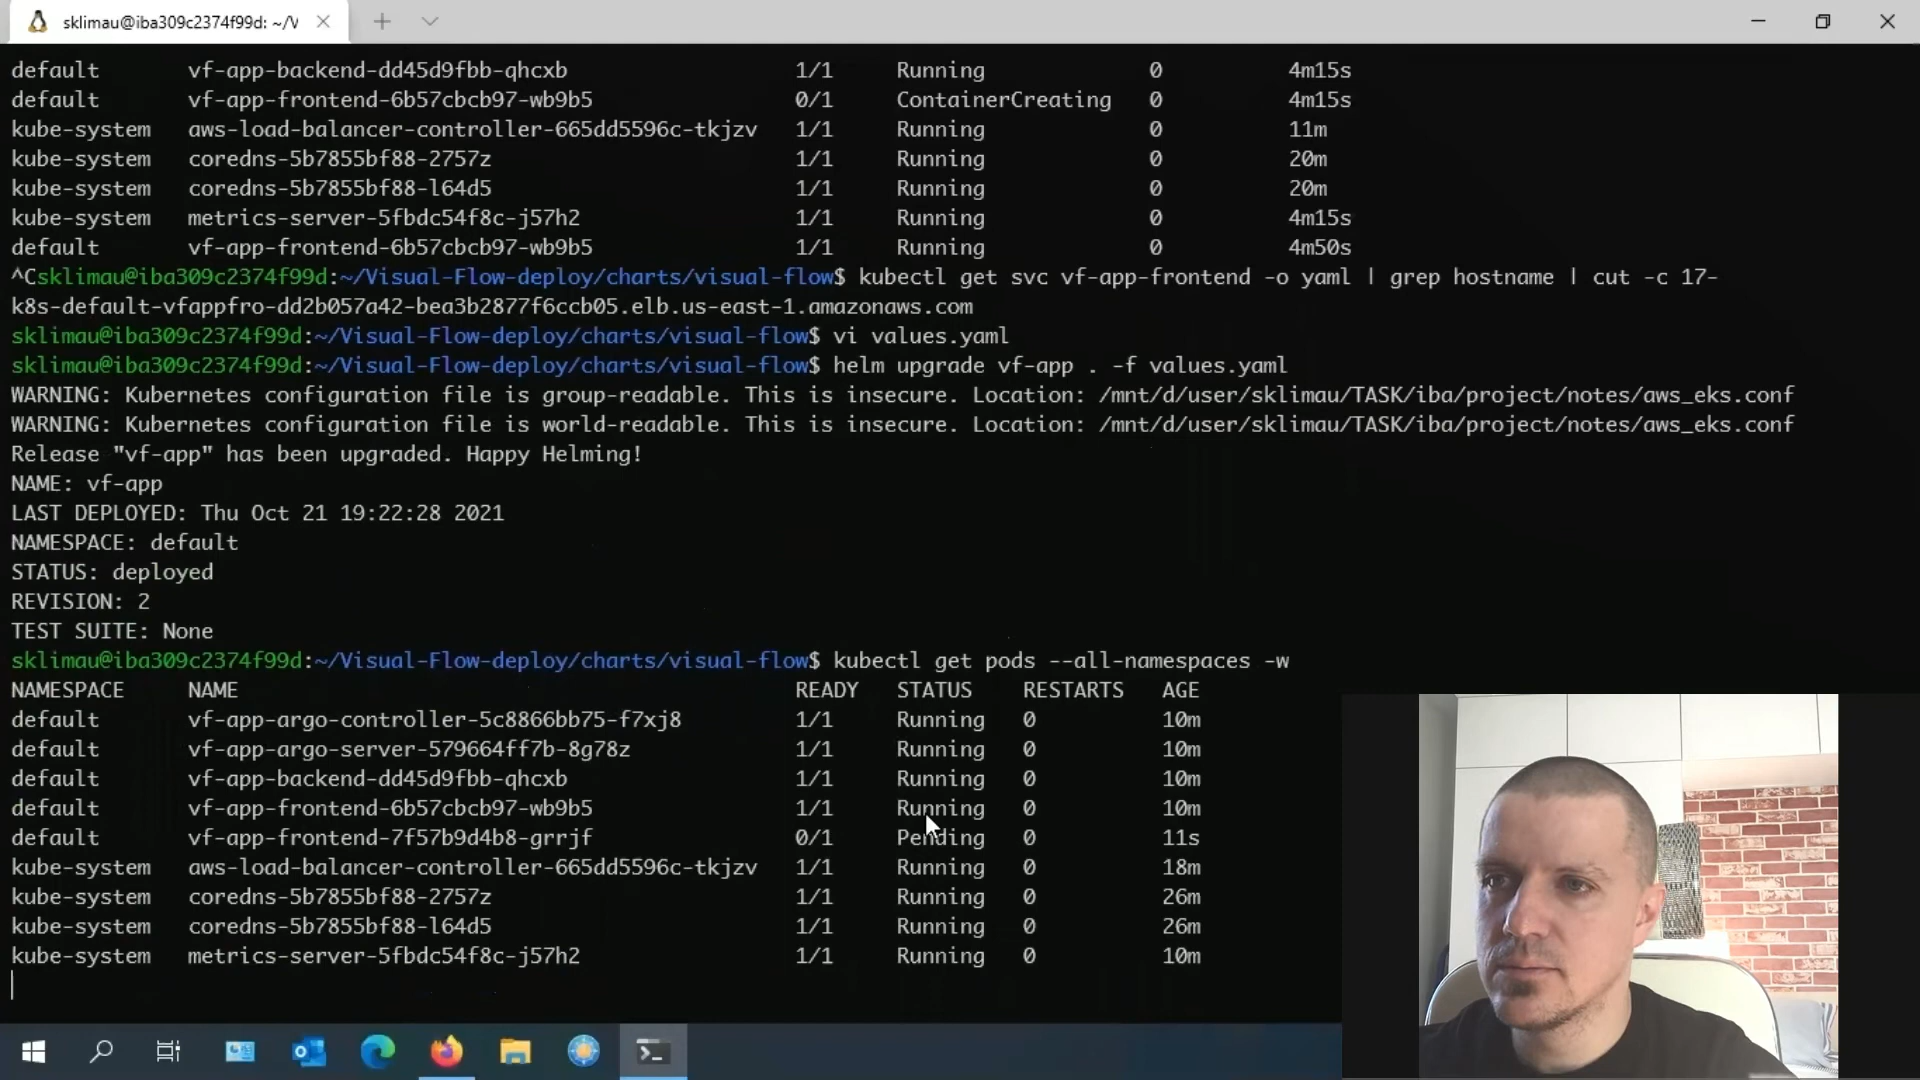 sklimau@iba309c2374f99d: ~/V
default vf-app-backend-dd45d9fbb-qhcxb 1/1 Running 0 4m15s
default vf-app-frontend-6b57cbcb97-wb9b5 0/1 ContainerCreating 0 4m15s
kube-system aws-load-balancer-controller-665dd5596c-tkjzv 1/1 Running 0 11m
kube-system coredns-5b7855bf88-2757z 1/1 Running 0 20m
kube-system coredns-5b7855bf88-l64d5 1/1 Running 0 20m
kube-system metrics-server-5fbdc54f8c-j57h2 1/1 Running 0 4m15s
default vf-app-frontend-6b57cbcb97-wb9b5 1/1 Running 0 4m50s
^Csklimau@iba309c2374f99d:~/Visual-Flow-deploy/charts/visual-flow$ kubectl get svc vf-app-frontend -o yaml | grep hostname | cut -c 17-
k8s-default-vfappfro-dd2b057a42-bea3b2877f6ccb05.elb.us-east-1.amazonaws.com
sklimau@iba309c2374f99d:~/Visual-Flow-deploy/charts/visual-flow$ vi values.yaml
sklimau@iba309c2374f99d:~/Visual-Flow-deploy/charts/visual-flow$ helm upgrade vf-app . -f values.yaml
WARNING: Kubernetes configuration file is group-readable. This is insecure. Location: /mnt/d/user/sklimau/TASK/iba/project/notes/aws_eks.conf
WARNING: Kubernetes configuration file is world-readable. This is insecure. Location: /mnt/d/user/sklimau/TASK/iba/project/notes/aws_eks.conf
Release "vf-app" has been upgraded. Happy Helming!
NAME: vf-app
LAST DEPLOYED: Thu Oct 21 19:22:28 2021
NAMESPACE: default
STATUS: deployed
REVISION: 2
TEST SUITE: None
sklimau@iba309c2374f99d:~/Visual-Flow-deploy/charts/visual-flow$ kubectl get pods --all-namespaces -w
NAMESPACE NAME READY STATUS RESTARTS AGE
default vf-app-argo-controller-5c8866bb75-f7xj8 1/1 Running 0 10m
default vf-app-argo-server-579664ff7b-8g78z 1/1 Running 0 10m
default vf-app-backend-dd45d9fbb-qhcxb 1/1 Running 0 10m
default vf-app-frontend-6b57cbcb97-wb9b5 1/1 Running 0 10m
default vf-app-frontend-7f57b9d4b8-grrjf 0/1 Pending 0 11s
kube-system aws-load-balancer-controller-665dd5596c-tkjzv 1/1 Running 0 18m
kube-system coredns-5b7855bf88-2757z 1/1 Running 0 26m
kube-system coredns-5b7855bf88-l64d5 1/1 Running 0 26m
kube-system metrics-server-5fbdc54f8c-j57h2 1/1 Running 0 10m